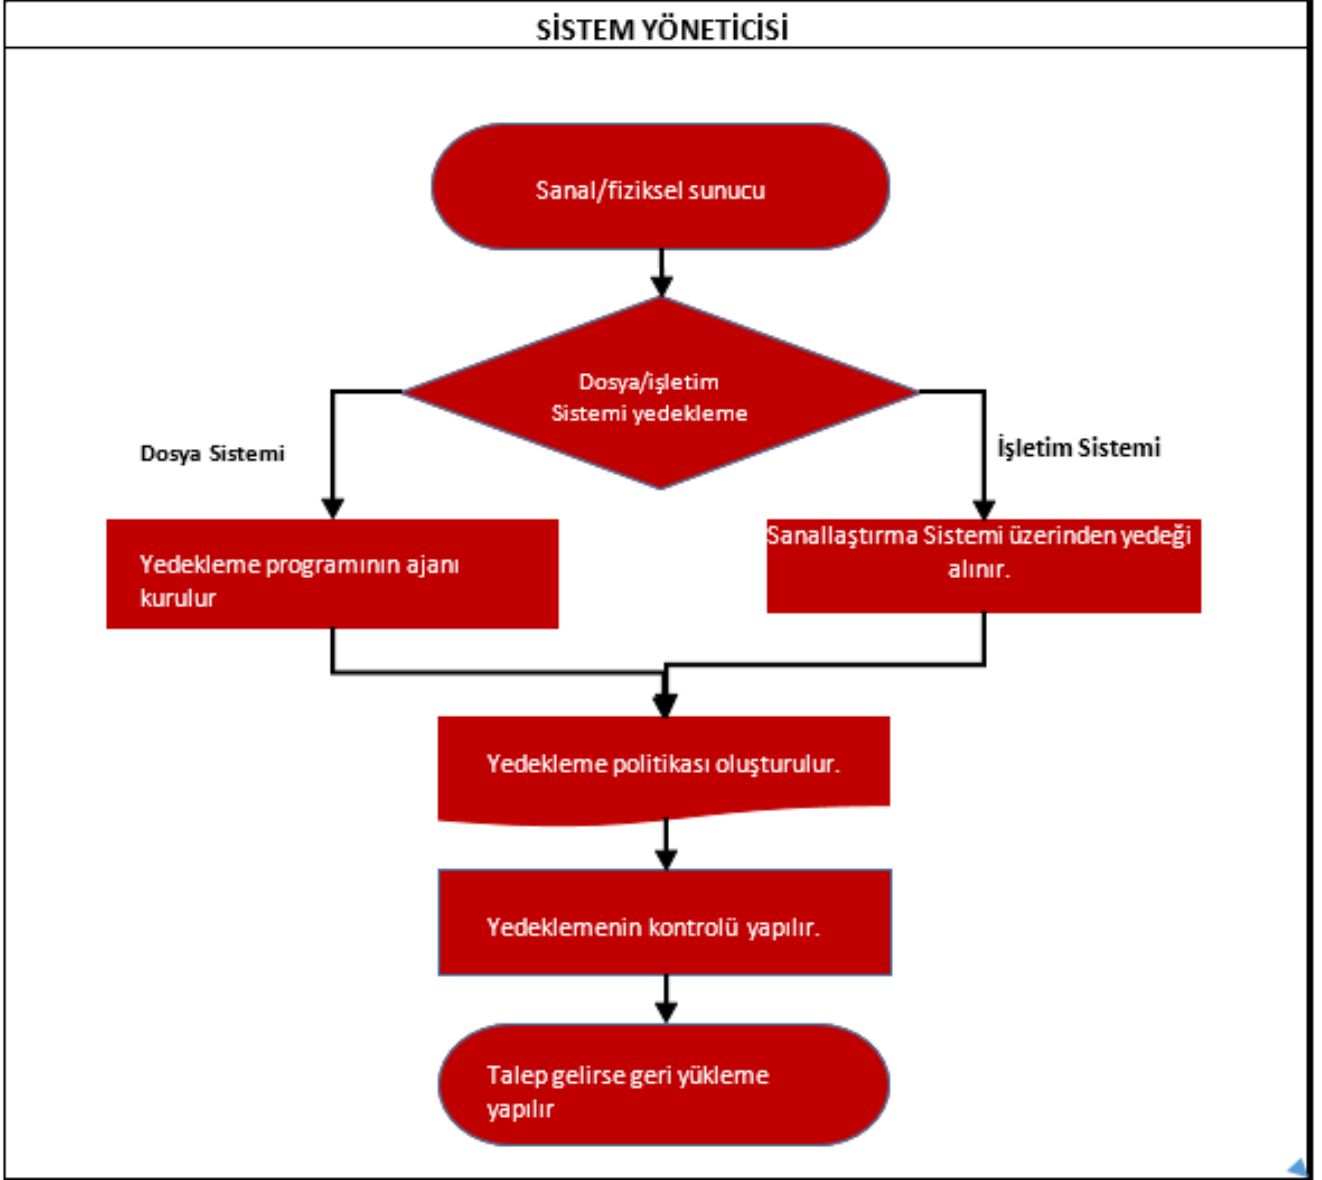 SİSTEM YÖNETİCİSİ
Sanal/fiziksel sunucu
Dosya/işletim
Sistemi yedekleme
Dosya Sistemi
İşletim Sistemi
Yedekleme programının ajanı
kurulur
Sanallaştırma Sistemi üzerinden yedeği
alınır.
Yedekleme politikası oluşturulur.
Yedeklemenin kontrolü yapılır.
Talep gelirse geri yükleme
yapılır